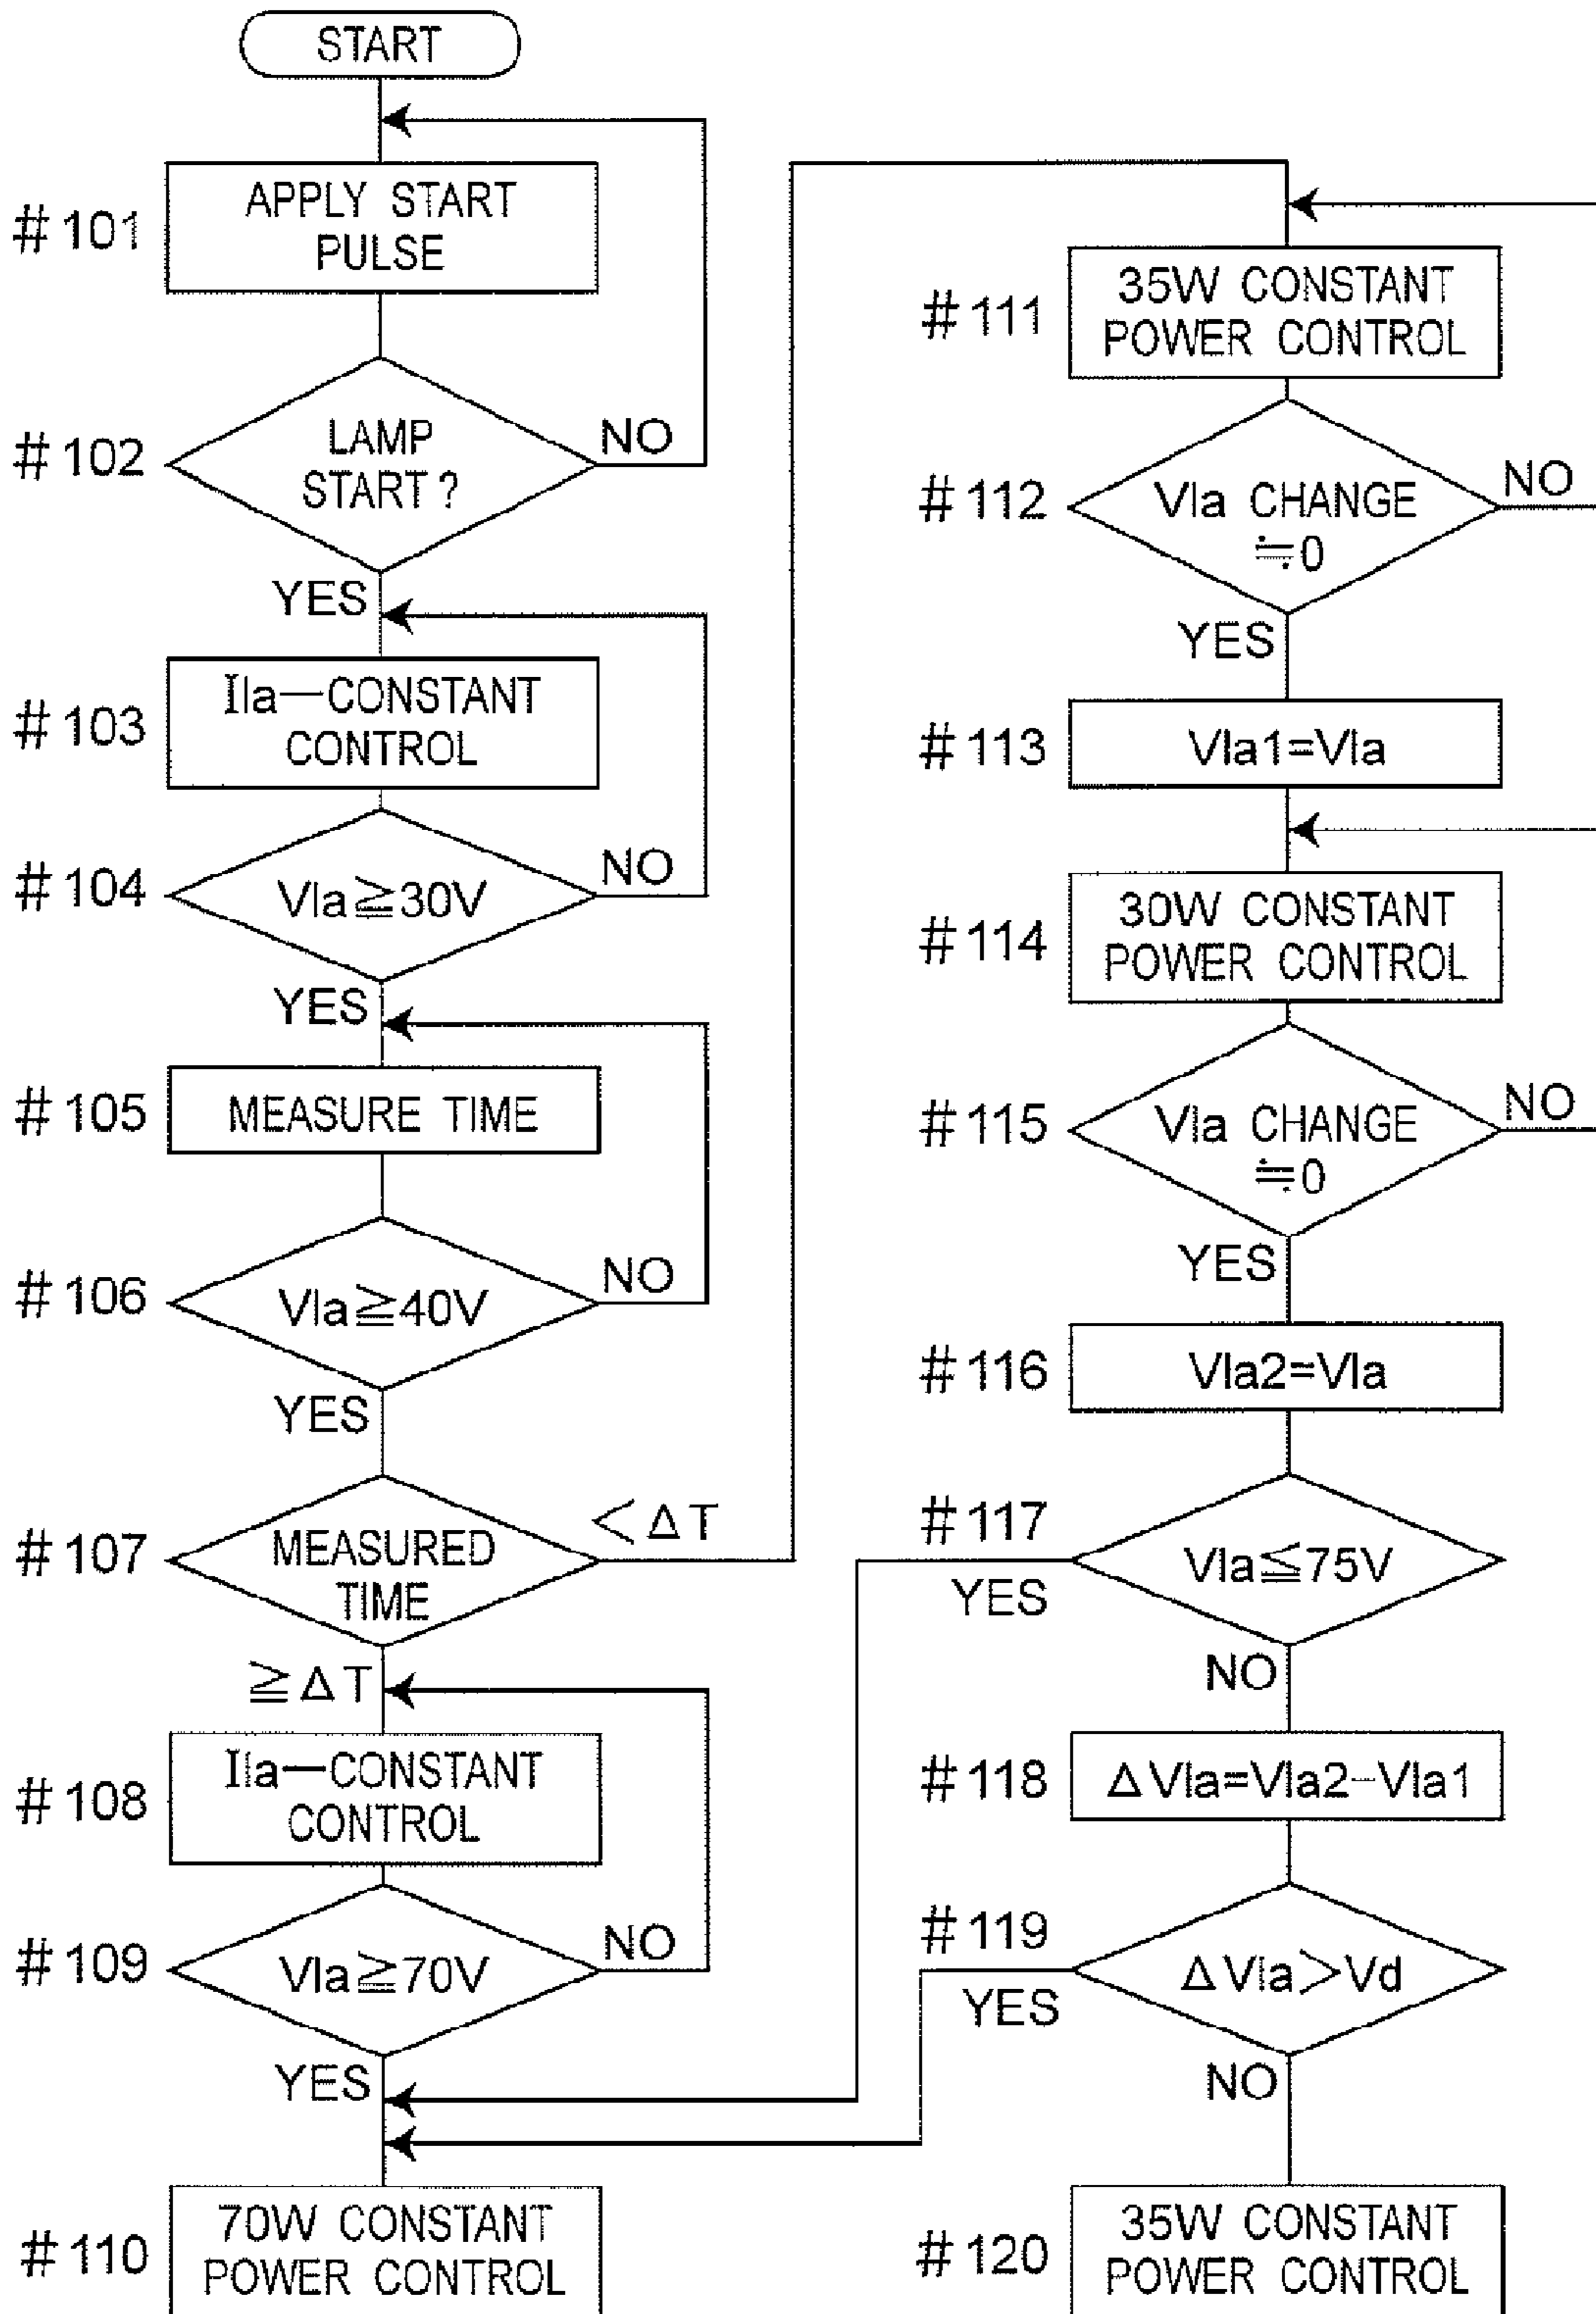 START
#101
APPLY START
PULSE
#102
LAMP
START?
NO
YES
#103
Ila—CONSTANT
CONTROL
#104
Vla≧30V
NO
YES
#105
MEASURE TIME
#106
Vla≧40V
NO
YES
#107
MEASURED
TIME
<ΔT
≧ΔT
#108
Ila—CONSTANT
CONTROL
#109
Vla≧70V
NO
YES
#110
70W CONSTANT
POWER CONTROL
#111
35W CONSTANT
POWER CONTROL
#112
Vla CHANGE
≒0
NO
YES
#113
Vla1=Vla
#114
30W CONSTANT
POWER CONTROL
#115
Vla CHANGE
≒0
NO
YES
#116
Vla2=Vla
#117
Vla≦75V
YES
NO
#118
ΔVla=Vla2-Vla1
#119
ΔVla>Vd
YES
NO
#120
35W CONSTANT
POWER CONTROL